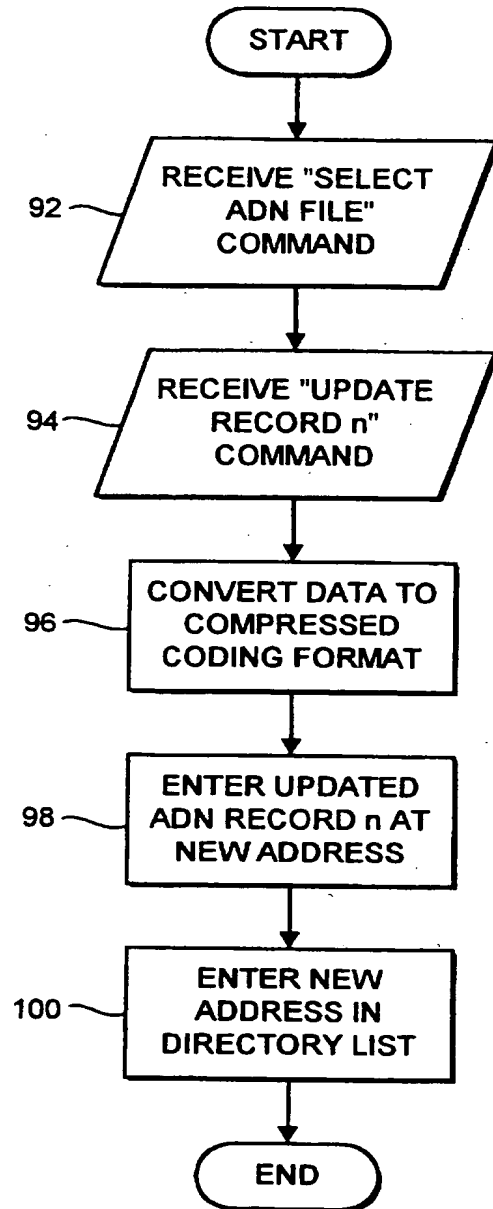 START
92
RECEIVE "SELECT
ADN FILE"
COMMAND
94
RECEIVE "UPDATE
RECORD n"
COMMAND
96
CONVERT DATA TO
COMPRESSED
CODING FORMAT
98
ENTER UPDATED
ADN RECORD n AT
NEW ADDRESS
100
ENTER NEW
ADDRESS IN
DIRECTORY LIST
END